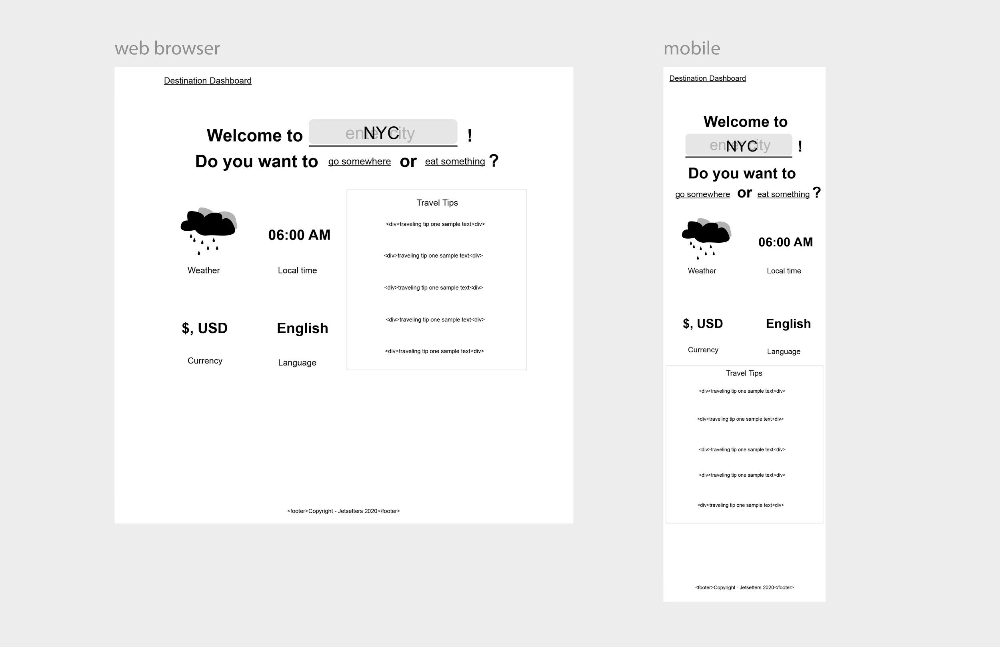 web browser
Destination Dashboard
Welcome to enter city NYC !
Do you want to go somewhere or eat something ?
06:00 AM
Weather
Local time
$, USD
English
Currency
Language
Travel Tips
<div>traveling tip one sample text<div>
<div>traveling tip one sample text<div>
<div>traveling tip one sample text<div>
<div>traveling tip one sample text<div>
<div>traveling tip one sample text<div>
<footer>Copyright - Jetsetters 2020</footer>
mobile
Destination Dashboard
Welcome to
enter city NYC !
Do you want to
go somewhere or eat something ?
06:00 AM
Weather
Local time
$, USD
English
Currency
Language
Travel Tips
<div>traveling tip one sample text<div>
<div>traveling tip one sample text<div>
<div>traveling tip one sample text<div>
<div>traveling tip one sample text<div>
<div>traveling tip one sample text<div>
<footer>Copyright - Jetsetters 2020</footer>